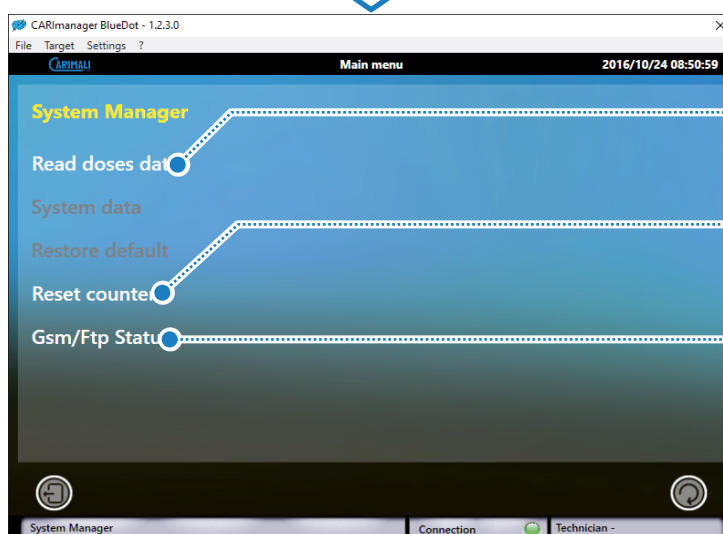 CARImanager BlueDot - 1.2.3.0
File Target Settings ?
CARIMALI Main menu 2016/10/24 08:50:59
System Manager
Read doses dat
System data
Restore default
Reset counter
Gsm/Ftp Statu
System Manager Connection Technician -